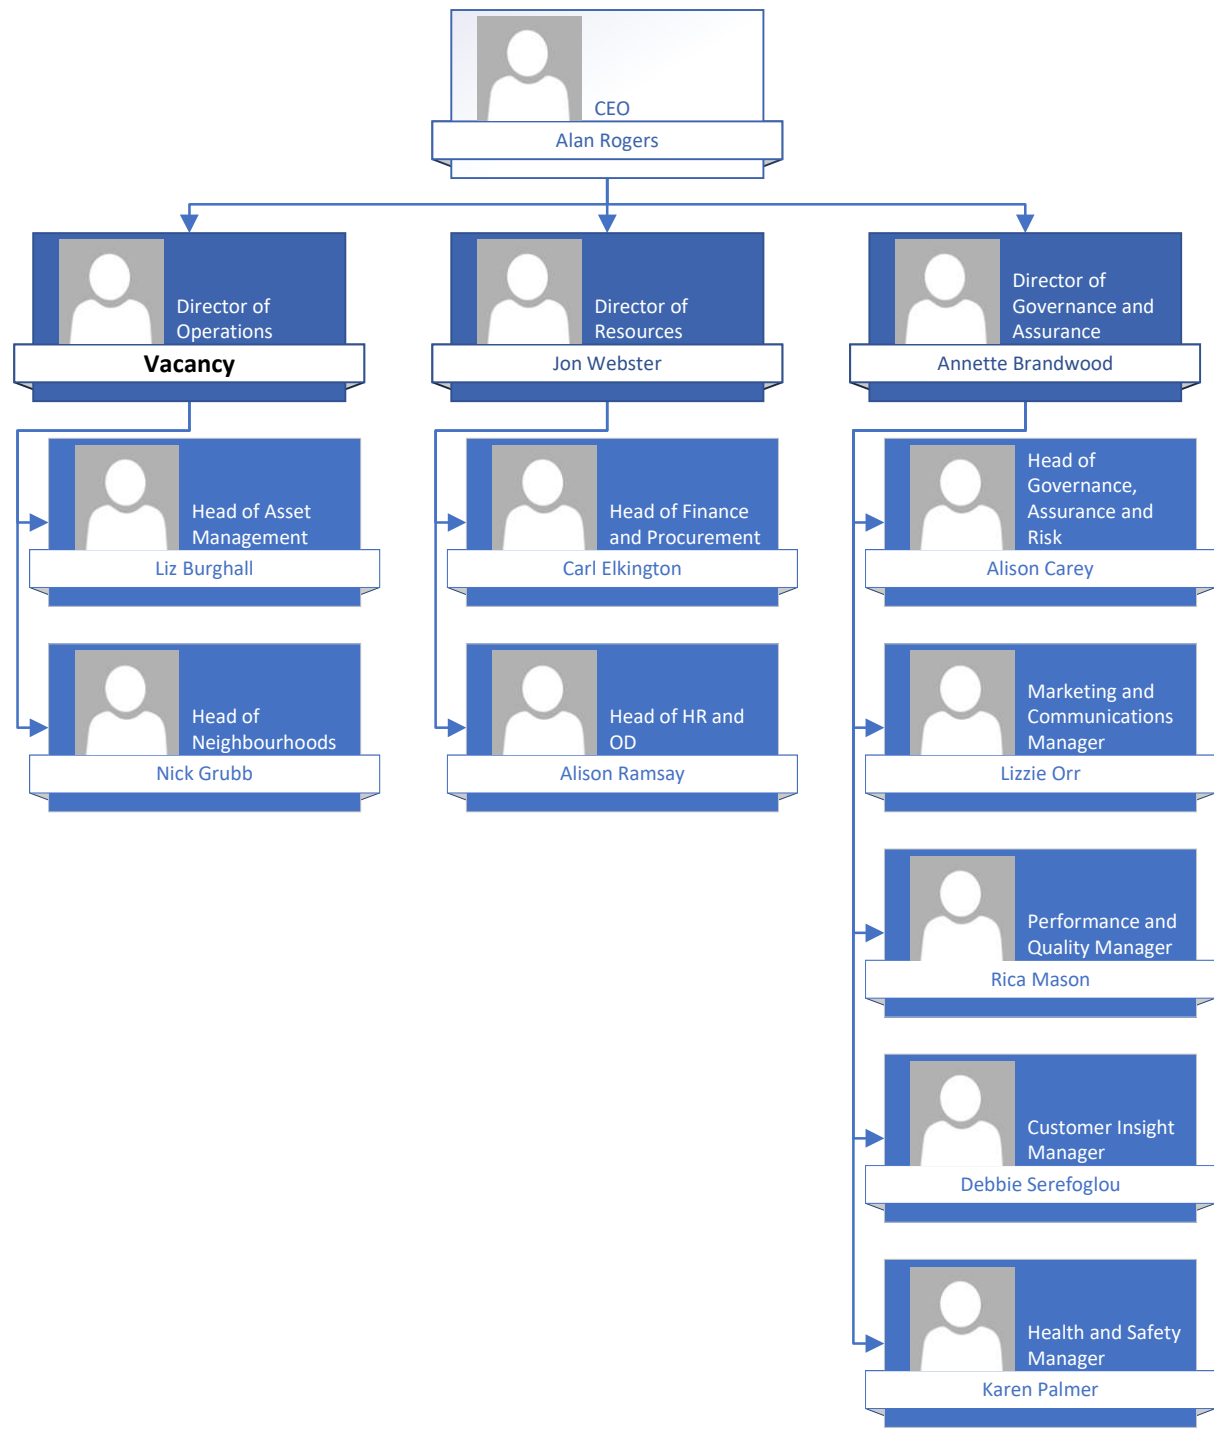 CEO
Alan Rogers
Director of
Operations
Vacancy
Director of
Resources
Jon Webster
Director of
Governance and
Assurance
Annette Brandwood
Head of Asset
Management
Liz Burghall
Head of
Neighbourhoods
Nick Grubb
Head of Finance
and Procurement
Carl Elkington
Head of HR and
OD
Alison Ramsay
Head of
Governance,
Assurance and
Risk
Alison Carey
Marketing and
Communications
Manager
Lizzie Orr
Performance and
Quality Manager
Rica Mason
Customer Insight
Manager
Debbie Serefoglou
Health and Safety
Manager
Karen Palmer